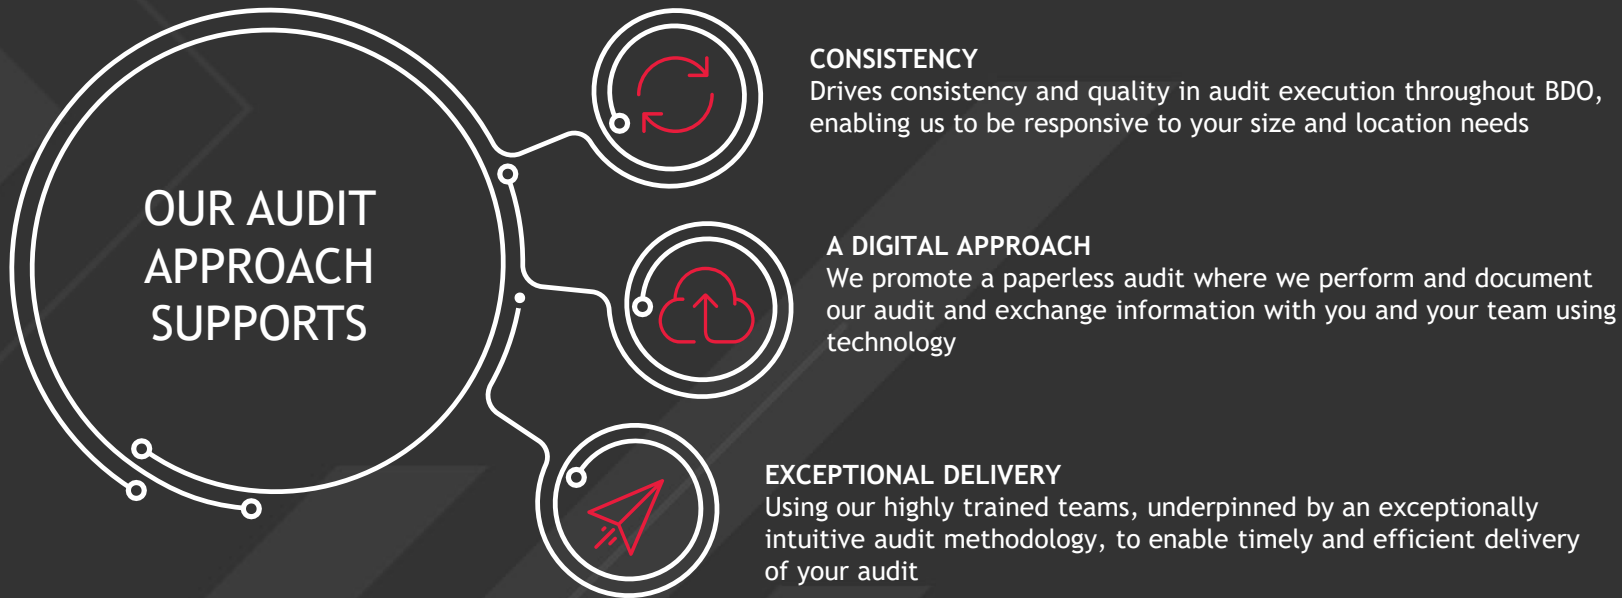 OUR AUDIT
APPROACH
SUPPORTS
CONSISTENCY
Drives consistency and quality in audit execution throughout BDO,
enabling us to be responsive to your size and location needs
A DIGITAL APPROACH
We promote a paperless audit where we perform and document
our audit and exchange information with you and your team using
technology
EXCEPTIONAL DELIVERY
Using our highly trained teams, underpinned by an exceptionally
intuitive audit methodology, to enable timely and efficient delivery
of your audit